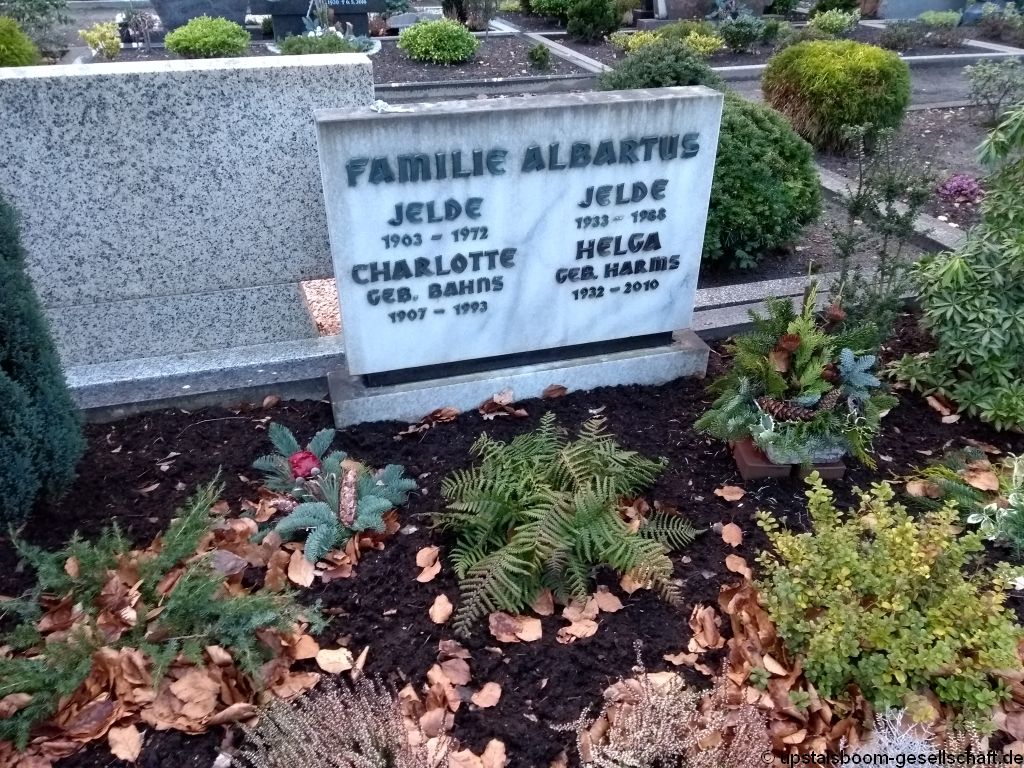 FAMILIE ALBARTUS
JELDE
1903 – 1972
CHARLOTTE
GEB. BAHNS
1907 – 1993
JELDE
1933 – 1988
HELGA
GEB. HARMS
1932 – 2010
© upstalsboom-gesellschaft.de